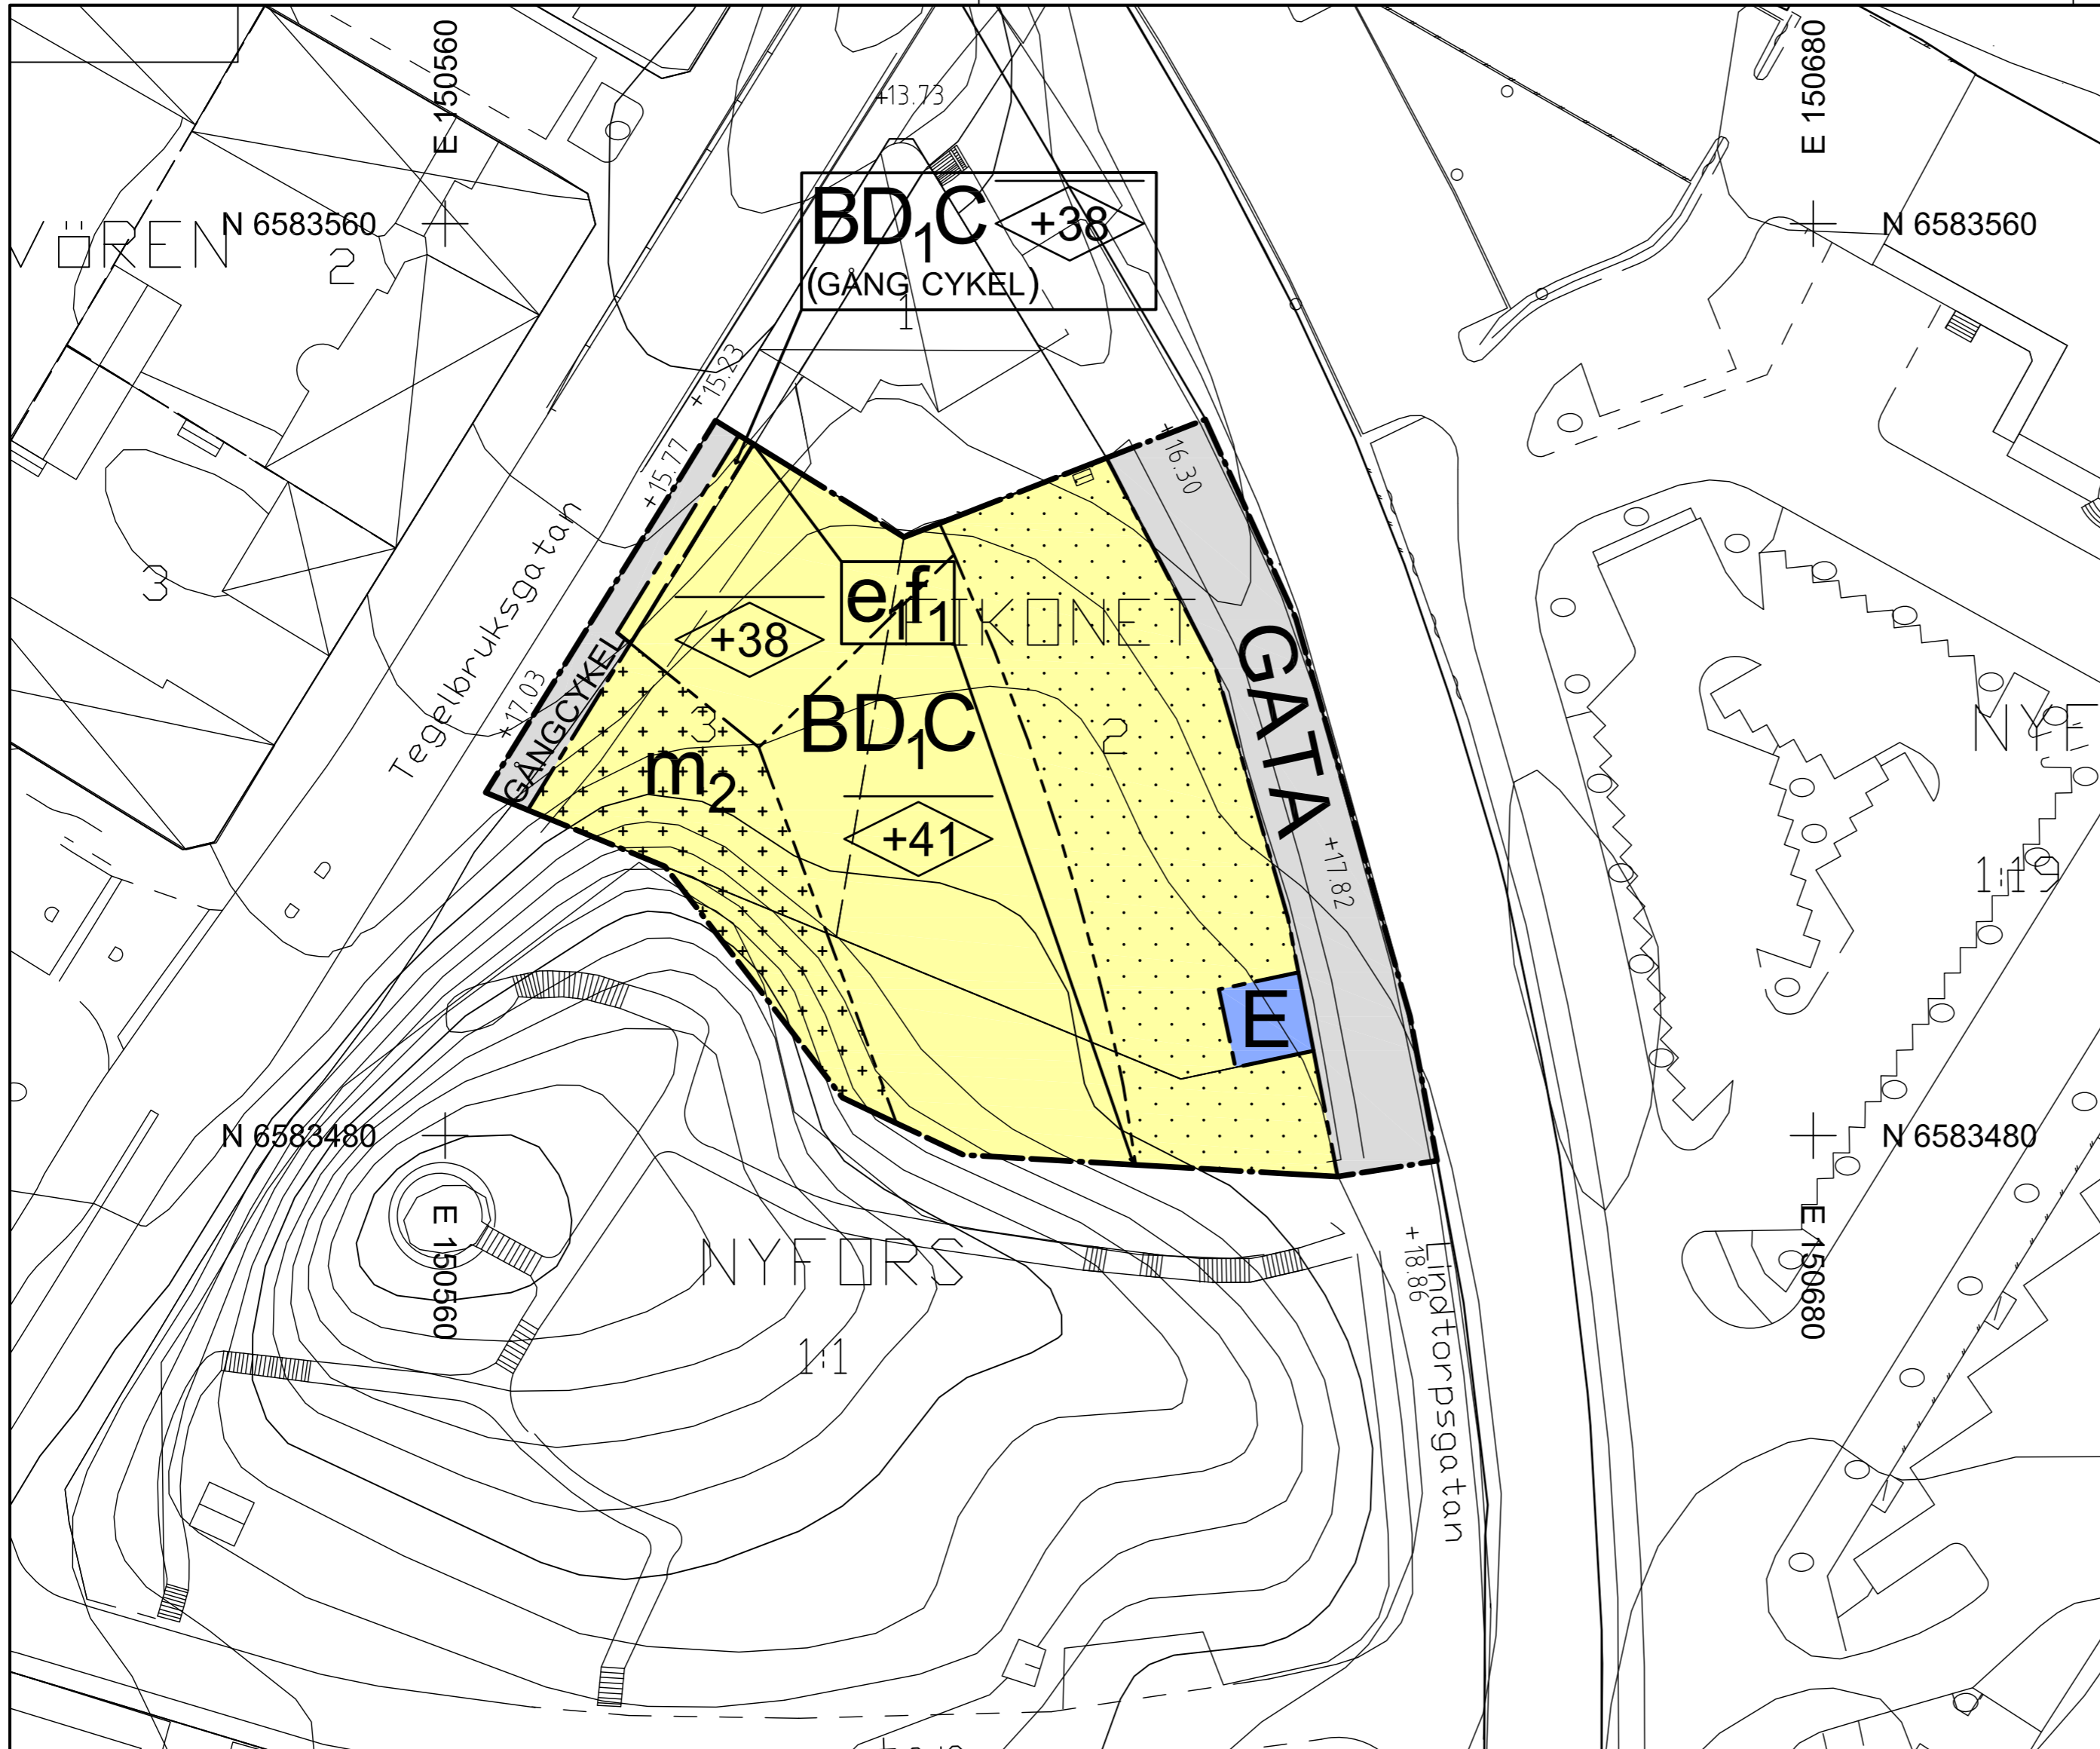 E 150560
E 150680
+13.73
VÖREN
2
N 6583560
BD1C
+38
(GÅNG CYKEL)
1
N 6583560
+15.23
+15.77
+16.30
Tegelbruksgatan
3
e1f1
+38
TIKONET
GATA
+17.03
GÅNGCYKEL
3
m2
BD1C
2
NYF
+41
+17.82
1:19
E
N 6583480
N 6583480
E 150560
E 150680
NYFORS
1:1
+18.86
Lindtorpsgatan